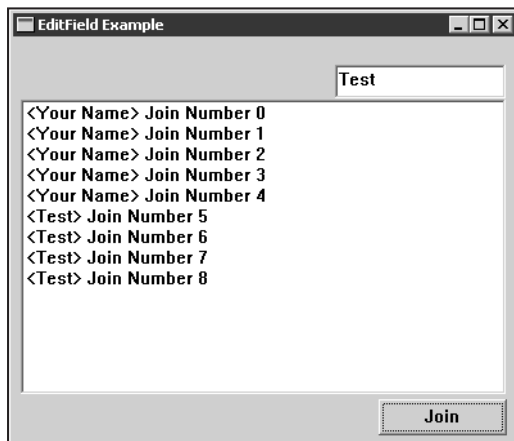 EditField Example
Test
<Your Name> Join Number 0
<Your Name> Join Number 1
<Your Name> Join Number 2
<Your Name> Join Number 3
<Your Name> Join Number 4
<Test> Join Number 5
<Test> Join Number 6
<Test> Join Number 7
<Test> Join Number 8
Join